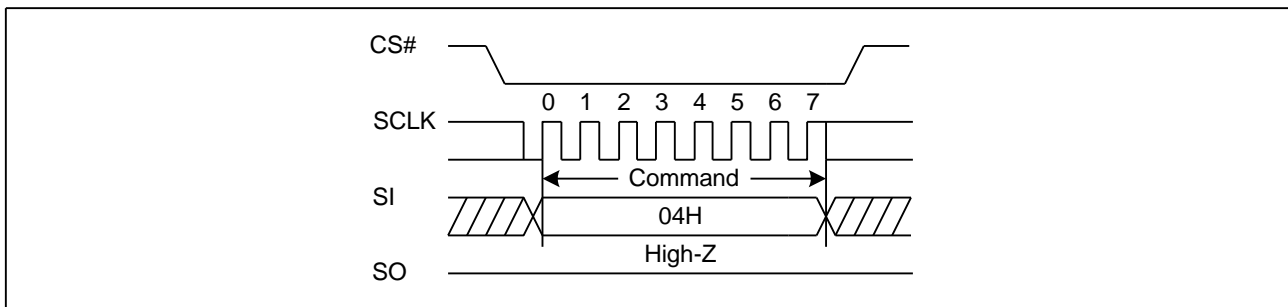 CS#
0 1 2 3 4 5 6 7
SCLK
Command
SI
04H
High-Z
SO